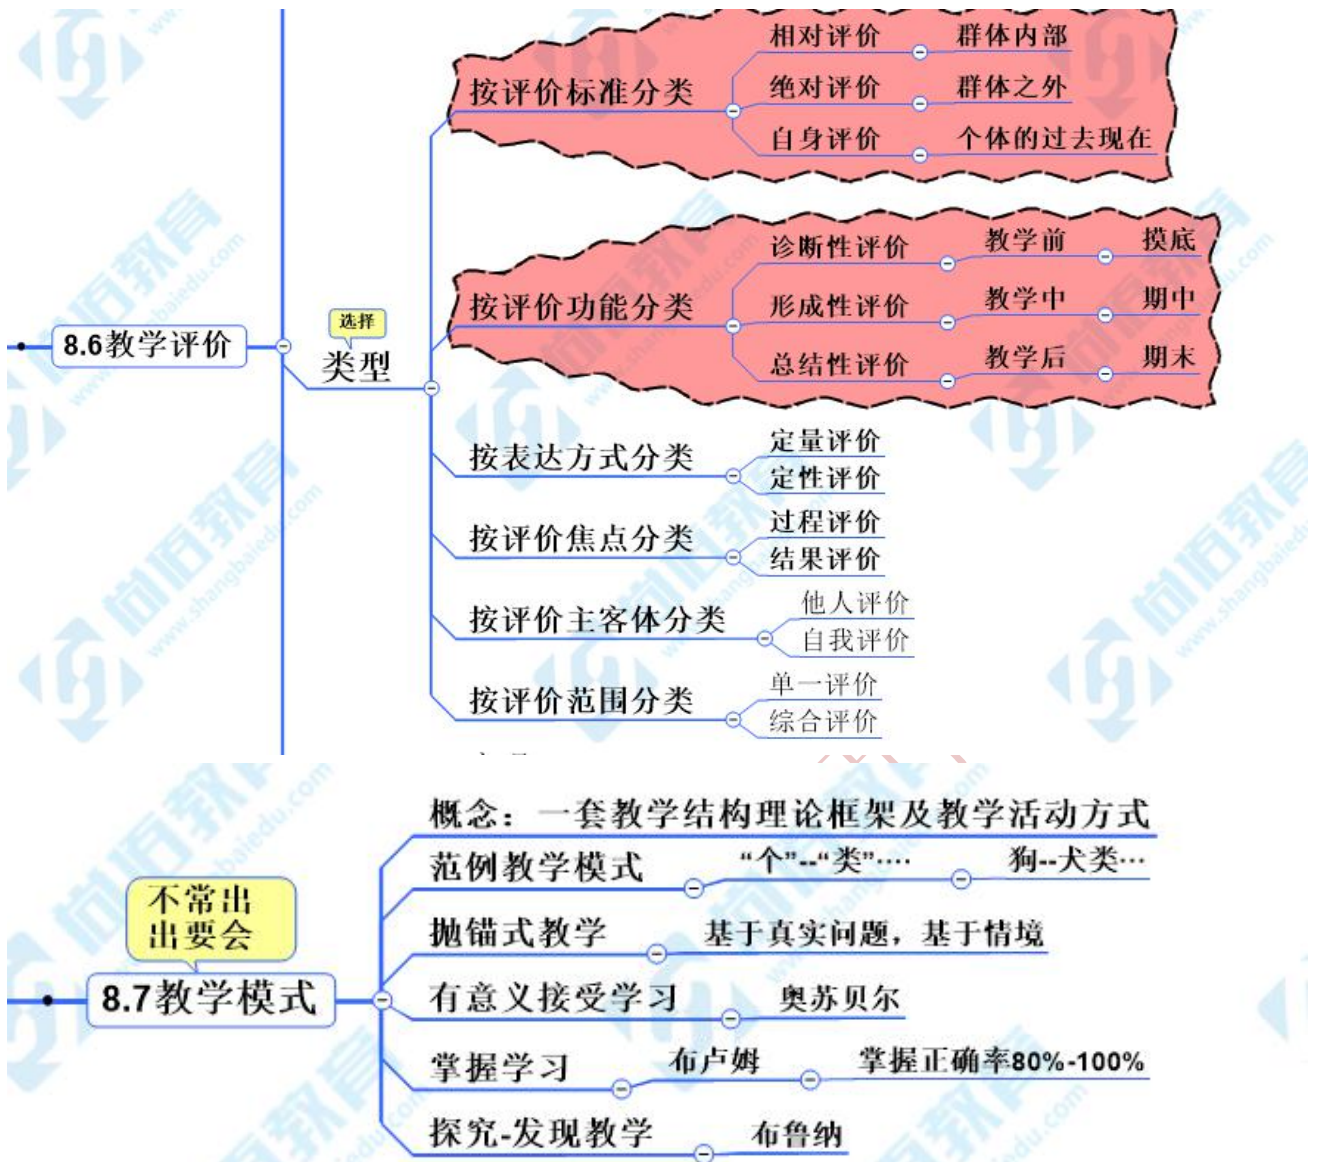 相对评价 群体内部
按评价标准分类 绝对评价 群体之外
自身评价 个体的过去现在
诊断性评价 教学前 摸底
按评价功能分类 形成性评价 教学中 期中
总结性评价 教学后 期末
选择
8.6教学评价 类型
按表达方式分类 定量评价
定性评价
按评价焦点分类 过程评价
结果评价
按评价主客体分类 他人评价
自我评价
按评价范围分类 单一评价
综合评价
概念：一套教学结构理论框架及教学活动方式
范例教学模式 “个”--“类”···· 狗--犬类···
不常出
出要会
抛锚式教学 基于真实问题，基于情境
8.7教学模式 有意义接受学习 奥苏贝尔
掌握学习 布卢姆 掌握正确率80%-100%
探究-发现教学 布鲁纳
尚佰教育
www.shangbaiedu.com